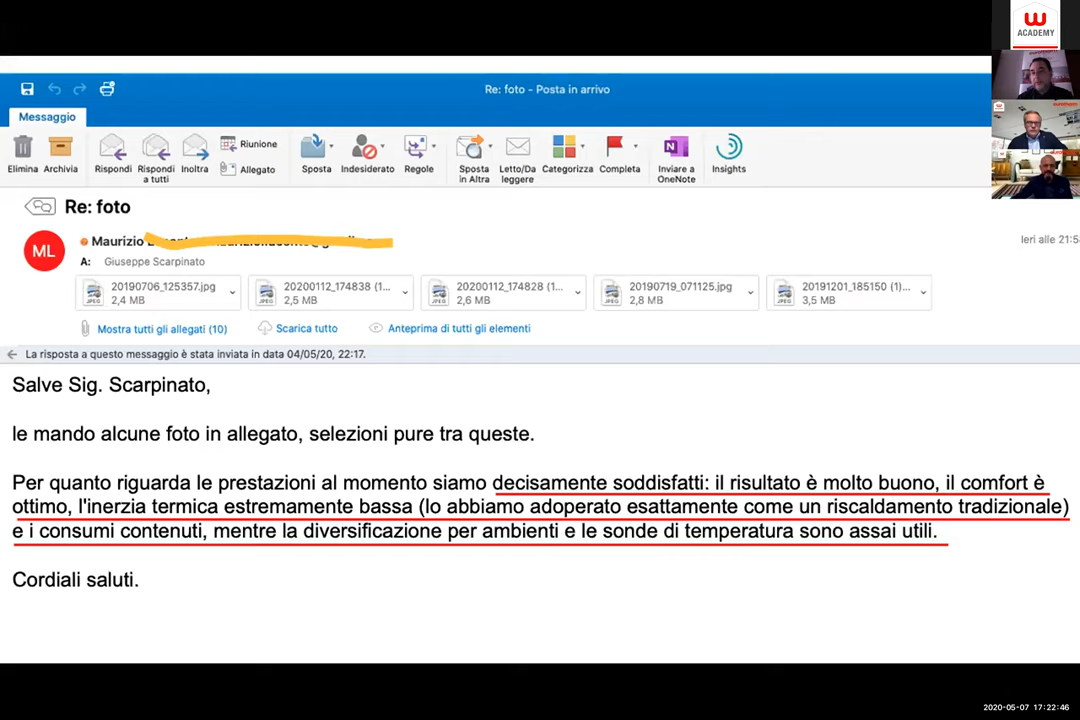 W
ACADEMY
Re: foto - Posta in arrivo
Messaggio
Elimina
Archivia
Rispondi
Rispondi a tutti
Inoltra
Riunione
Allegato
Sposta
Indesiderato
Regole
Sposta in Altra
Letto/Da leggere
Categorizza
Completa
Inviare a OneNote
Insights
Re: foto
ML
Maurizio
Ieri alle 21:5
A: Giuseppe Scarpinato
20190706_125357.jpg
2,4 MB
20200112_174838 (1...
2,5 MB
20200112_174828 (1...
2,6 MB
20190719_071125.jpg
2,8 MB
20191201_185150 (1)...
3,5 MB
JPEG
JPEG
JPEG
JPEG
JPEG
Mostra tutti gli allegati (10)
Scarica tutto
Anteprima di tutti gli elementi
La risposta a questo messaggio è stata inviata in data 04/05/20, 22:17.
Salve Sig. Scarpinato,
le mando alcune foto in allegato, selezioni pure tra queste.
Per quanto riguarda le prestazioni al momento siamo decisamente soddisfatti: il risultato è molto buono, il comfort è
ottimo, l'inerzia termica estremamente bassa (lo abbiamo adoperato esattamente come un riscaldamento tradizionale)
e i consumi contenuti, mentre la diversificazione per ambienti e le sonde di temperatura sono assai utili.
Cordiali saluti.
2020-05-07 17:22:46